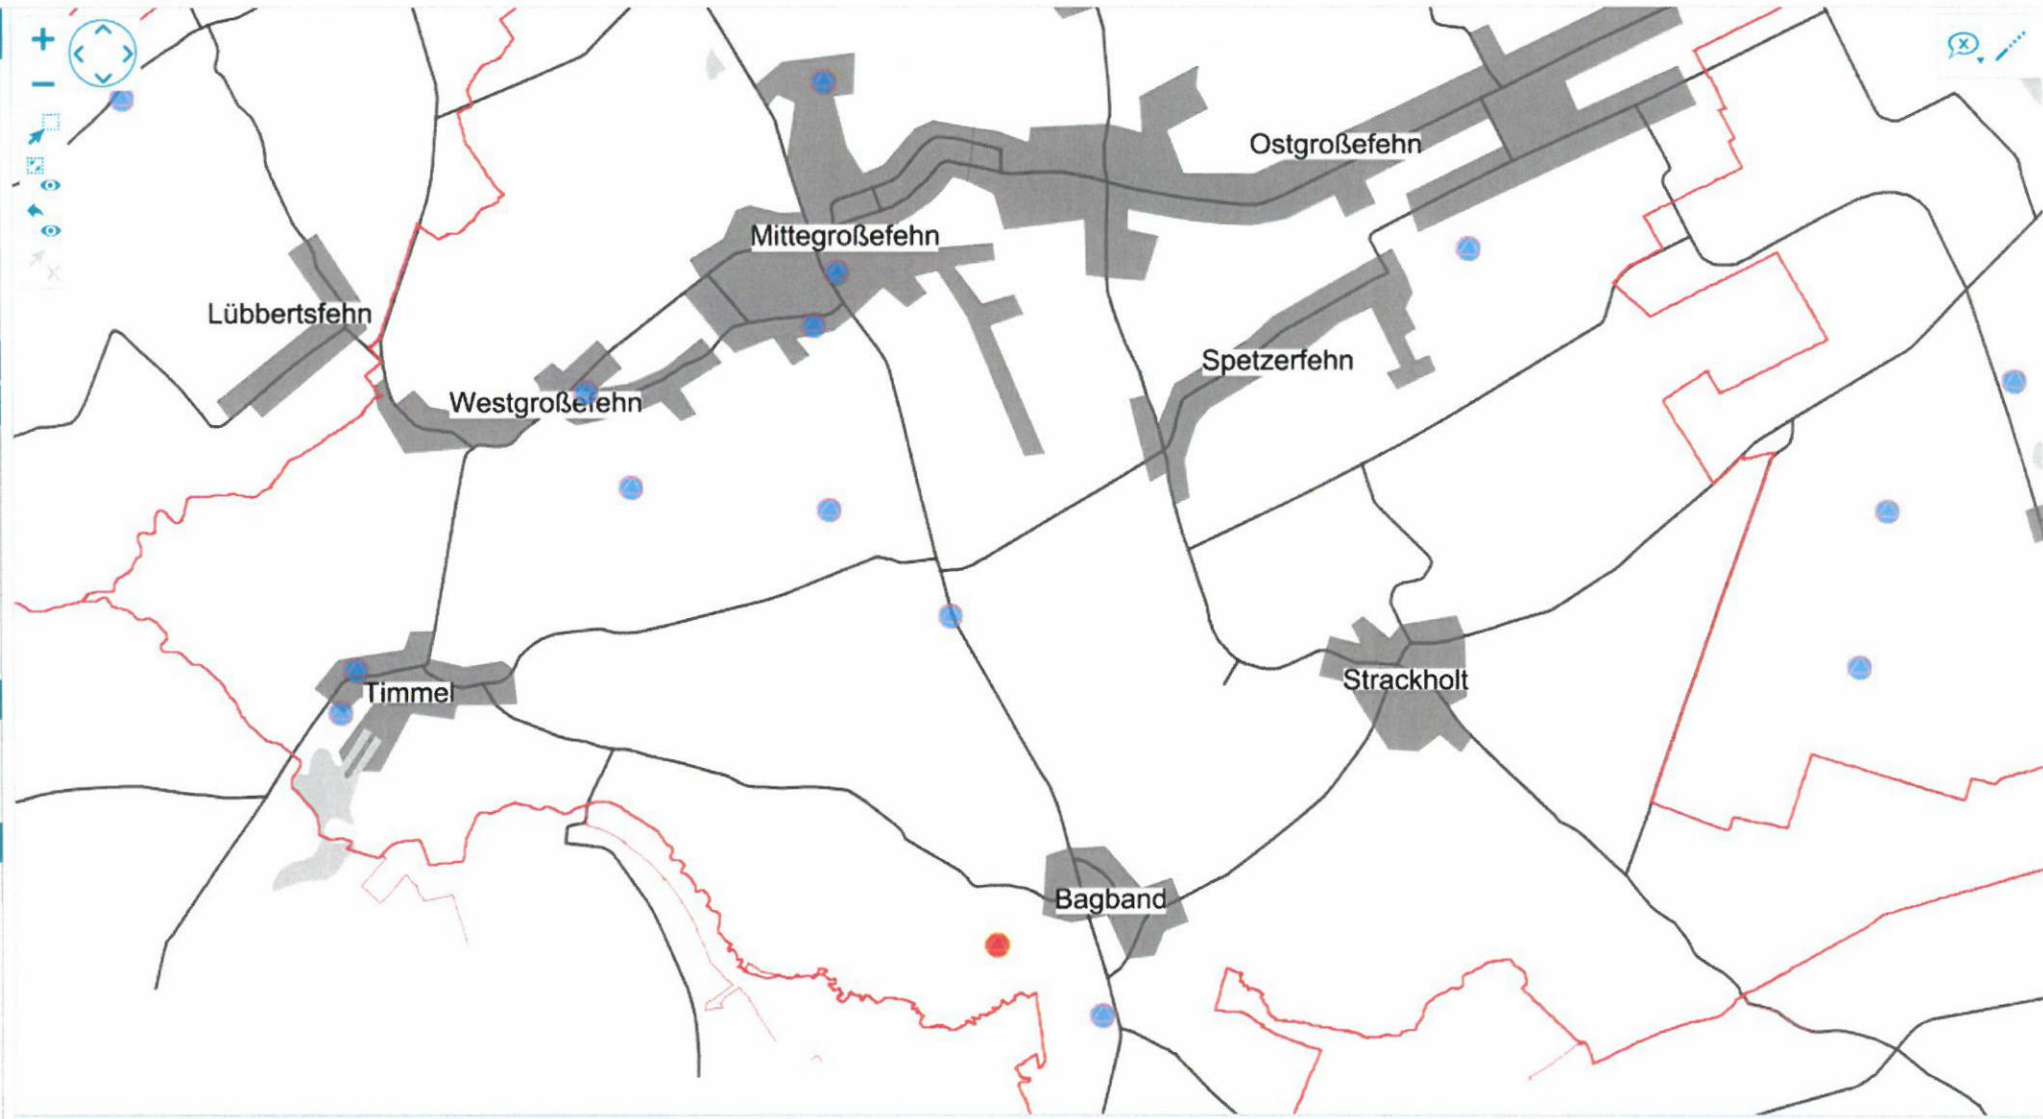 Ostgroßefehn
Mittegroßefehn
Lübbertsfehn
Spetzerfehn
Westgroßefehn
Strackholt
Timmel
Bagband